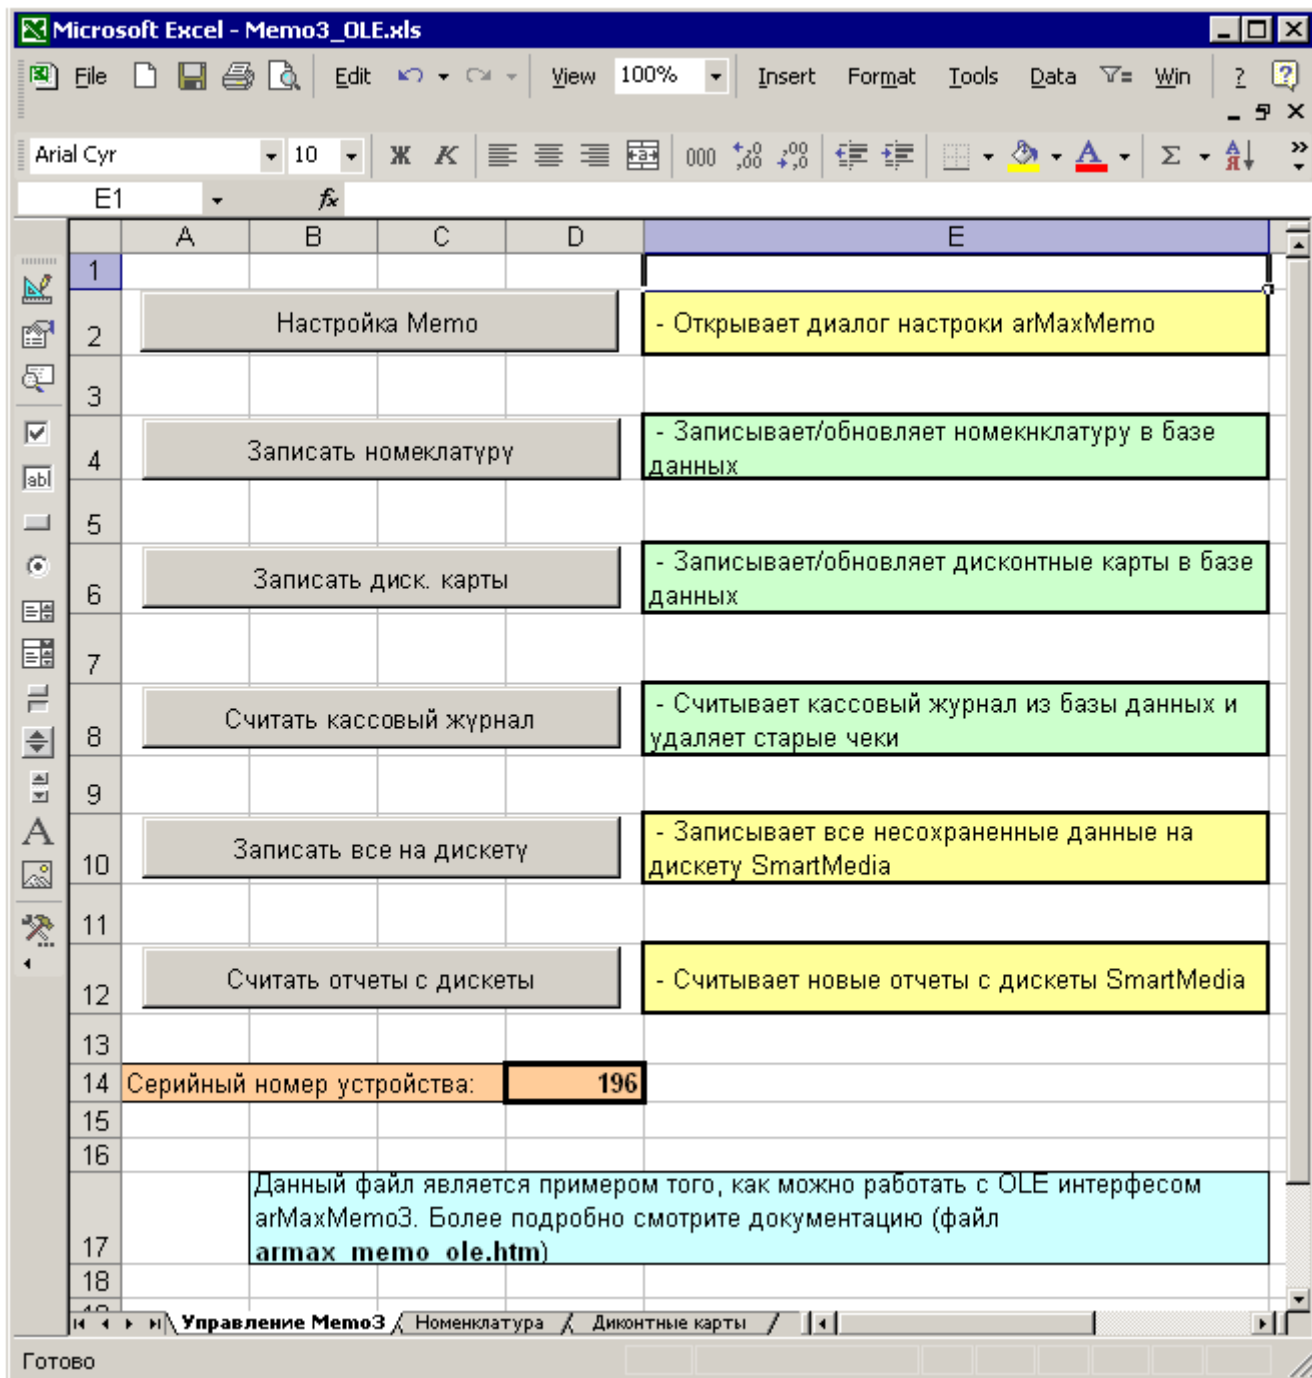 Microsoft Excel - Memo3_OLE.xls
File Edit View 100% Insert Format Tools Data Win ?
Arial Cyr 10 Ж К 000
E1 fx
A B C D E
1
2 Настройка Memo - Открывает диалог настроки arMaxMemo
3
- Записывает/обновляет номекнклатуру в базе
4 Записать номеклатуру данных
5
- Записывает/обновляет дисконтные карты в базе
6 Записать диск. карты данных
7
- Считывает кассовый журнал из базы данных и
8 Считать кассовый журнал удаляет старые чеки
9
- Записывает все несохраненные данные на
10 Записать все на дискету дискету SmartMedia
11
12 Считать отчеты с дискеты - Считывает новые отчеты с дискеты SmartMedia
13
14 Серийный номер устройства: 196
15
16
Данный файл является примером того, как можно работать с OLE интерфесом
arMaxMemo3. Более подробно смотрите документацию (файл
17 armax_memo_ole.htm)
18
Управление Memo3 Номенклатура Диконтные карты
Готово